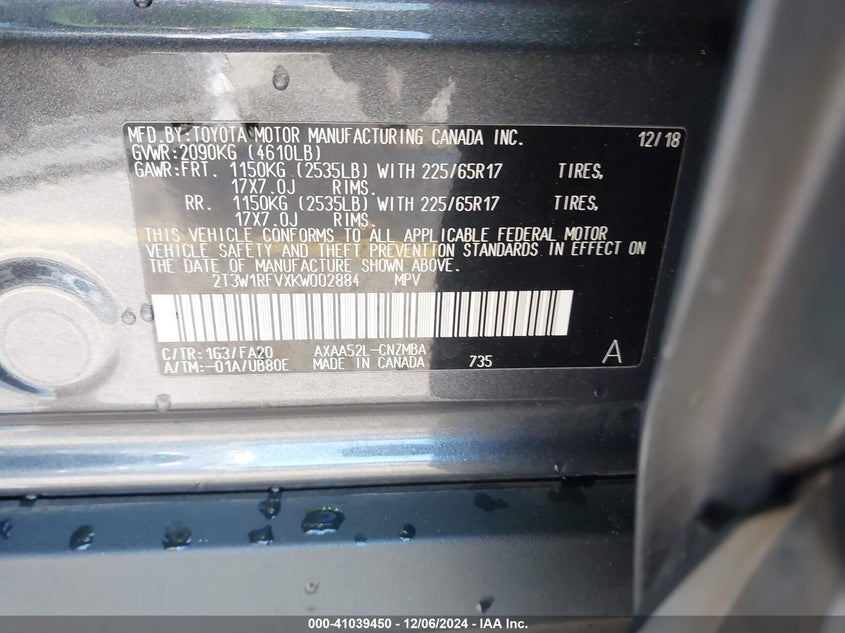 MFD.BY:TOYOTA MOTOR MANUFACTURING CANADA INC. 12/18
GVWR:2090KG (4610LB)
GAWR:FRT. 1150KG (2535LB) WITH 225/65R17 TIRES,
17X7.0J RIMS.
RR. 1150KG (2535LB) WITH 225/65R17 TIRES,
17X7.0J RIMS.
THIS VEHICLE CONFORMS TO ALL APPLICABLE FEDERAL MOTOR
VEHICLE SAFETY AND THEFT PREVENTION STANDARDS IN EFFECT ON
THE DATE OF MANUFACTURE SHOWN ABOVE.
2T3W1RFVXKW002884 MPV
C/TR:1G3/FA20 AXAA52L-CNZMBA A
A/TM:-01A/UB80E MADE IN CANADA 735
000-41039450 - 12/06/2024 - IAA Inc.